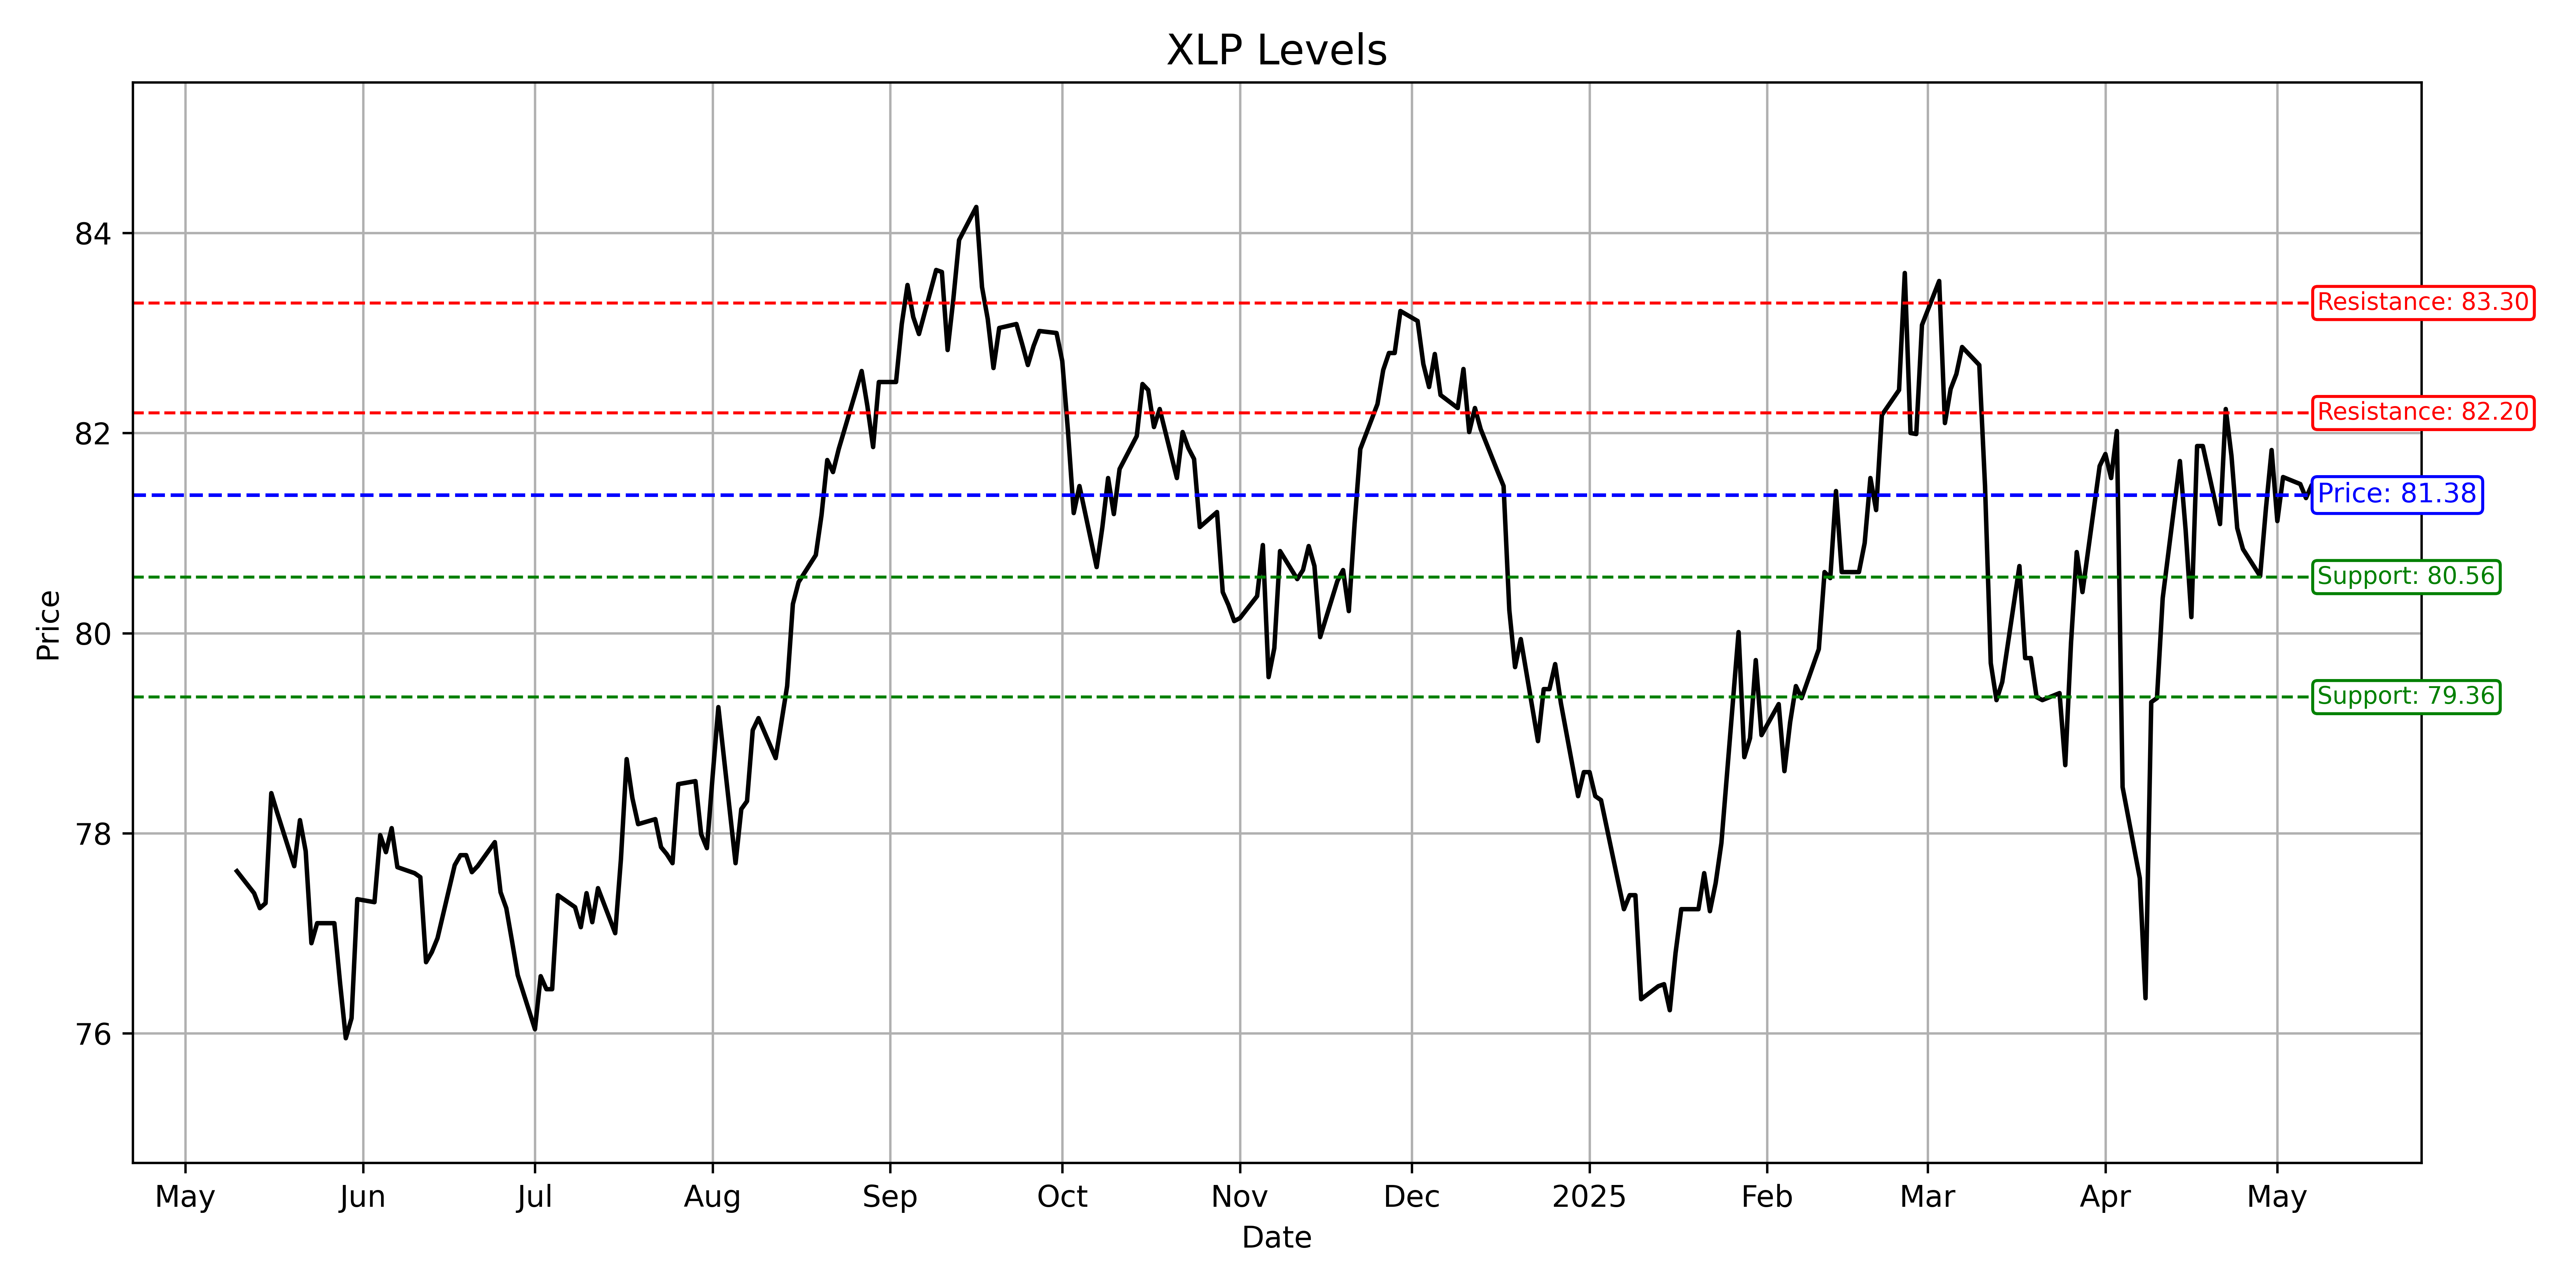 XLP Levels
Price
84
82
80
78
76
Resistance: 83.30
Resistance: 82.20
Price: 81.38
Support: 80.56
Support: 79.36
May Jun Jul Aug Sep Oct Nov Dec 2025 Feb Mar Apr May
Date